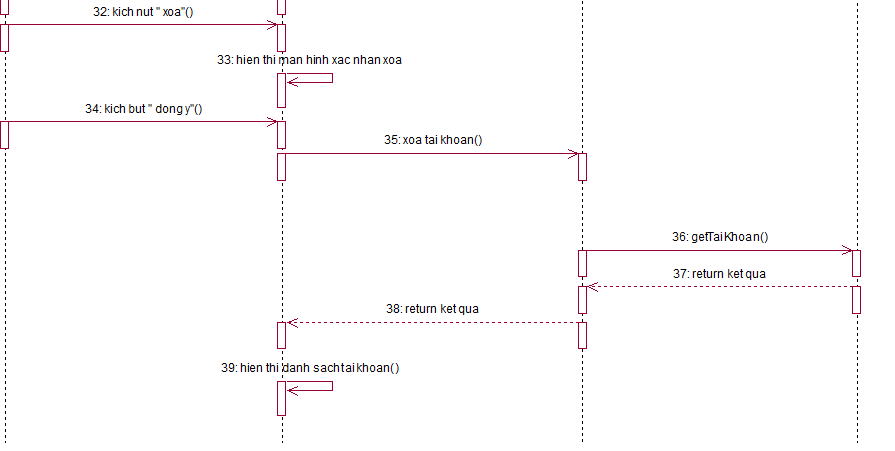 32: kich nut " xoa"()
33: hien thi man hinh xac nhan xoa
34: kich but " dong y"()
35: xoa tai khoan()
36: getTaiKhoan()
37: return ket qua
38: return ket qua
39: hien thi danh sach tai khoan()